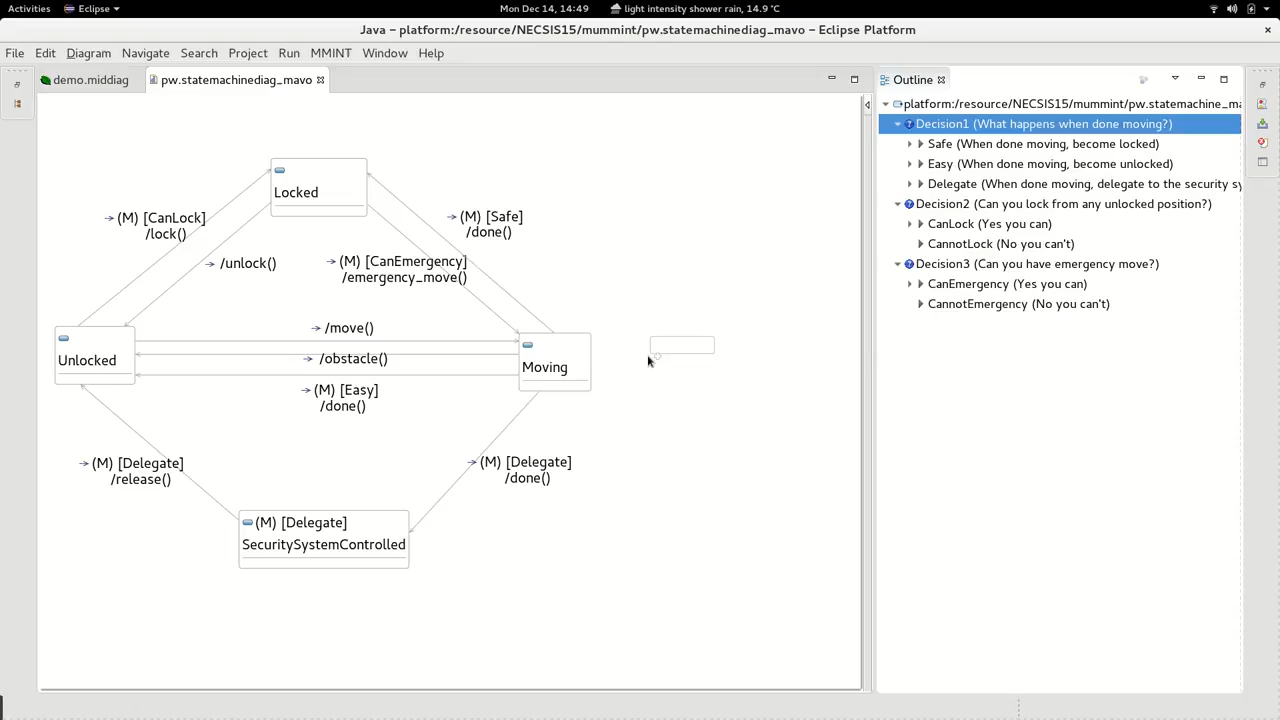 Activities Eclipse Mon Dec 14, 14:49 light intensity shower rain, 14.9 °C
Java – platform:/resource/NECSIS15/mummint/pw.statemachinediag_mavo – Eclipse Platform
File Edit Diagram Navigate Search Project Run MMINT Window Help
demo.middiag pw.statemachinediag_mavo
Locked
(M) [CanLock]
/lock()
(M) [Safe]
/done()
/unlock()
(M) [CanEmergency]
/emergency_move()
/move()
Unlocked
/obstacle()
Moving
(M) [Easy]
/done()
(M) [Delegate]
/release()
(M) [Delegate]
/done()
(M) [Delegate]
SecuritySystemControlled
Outline
platform:/resource/NECSIS15/mummint/pw.statemachine_ma
Decision1 (What happens when done moving?)
Safe (When done moving, become locked)
Easy (When done moving, become unlocked)
Delegate (When done moving, delegate to the security sy
Decision2 (Can you lock from any unlocked position?)
CanLock (Yes you can)
CannotLock (No you can't)
Decision3 (Can you have emergency move?)
CanEmergency (Yes you can)
CannotEmergency (No you can't)